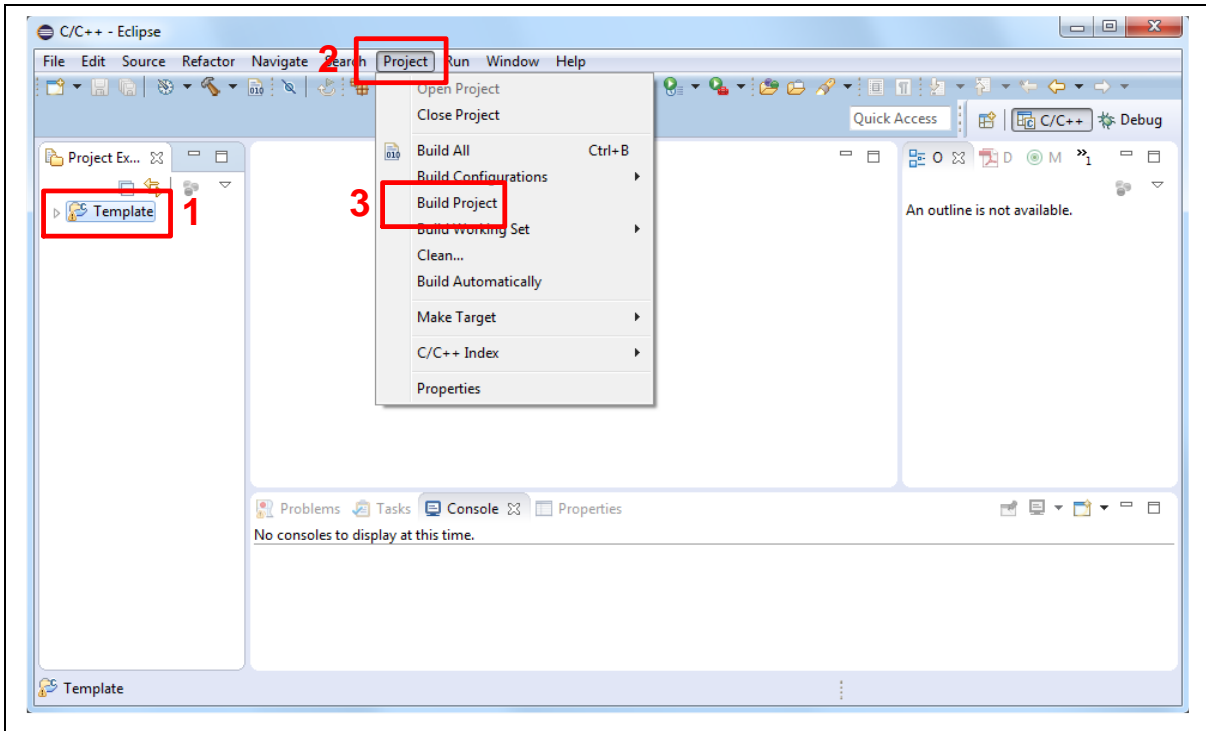 C/C++ - Eclipse
File Edit Source Refactor Navigate Search Project Run Window Help
2
Open Project
Close Project
Quick Access C/C++ Debug
Project Ex...
Build All Ctrl+B
O D M »1
Build Configurations
3 Build Project
Template 1
An outline is not available.
Build Working Set
Clean...
Build Automatically
Make Target
C/C++ Index
Properties
Problems Tasks Console Properties
No consoles to display at this time.
Template